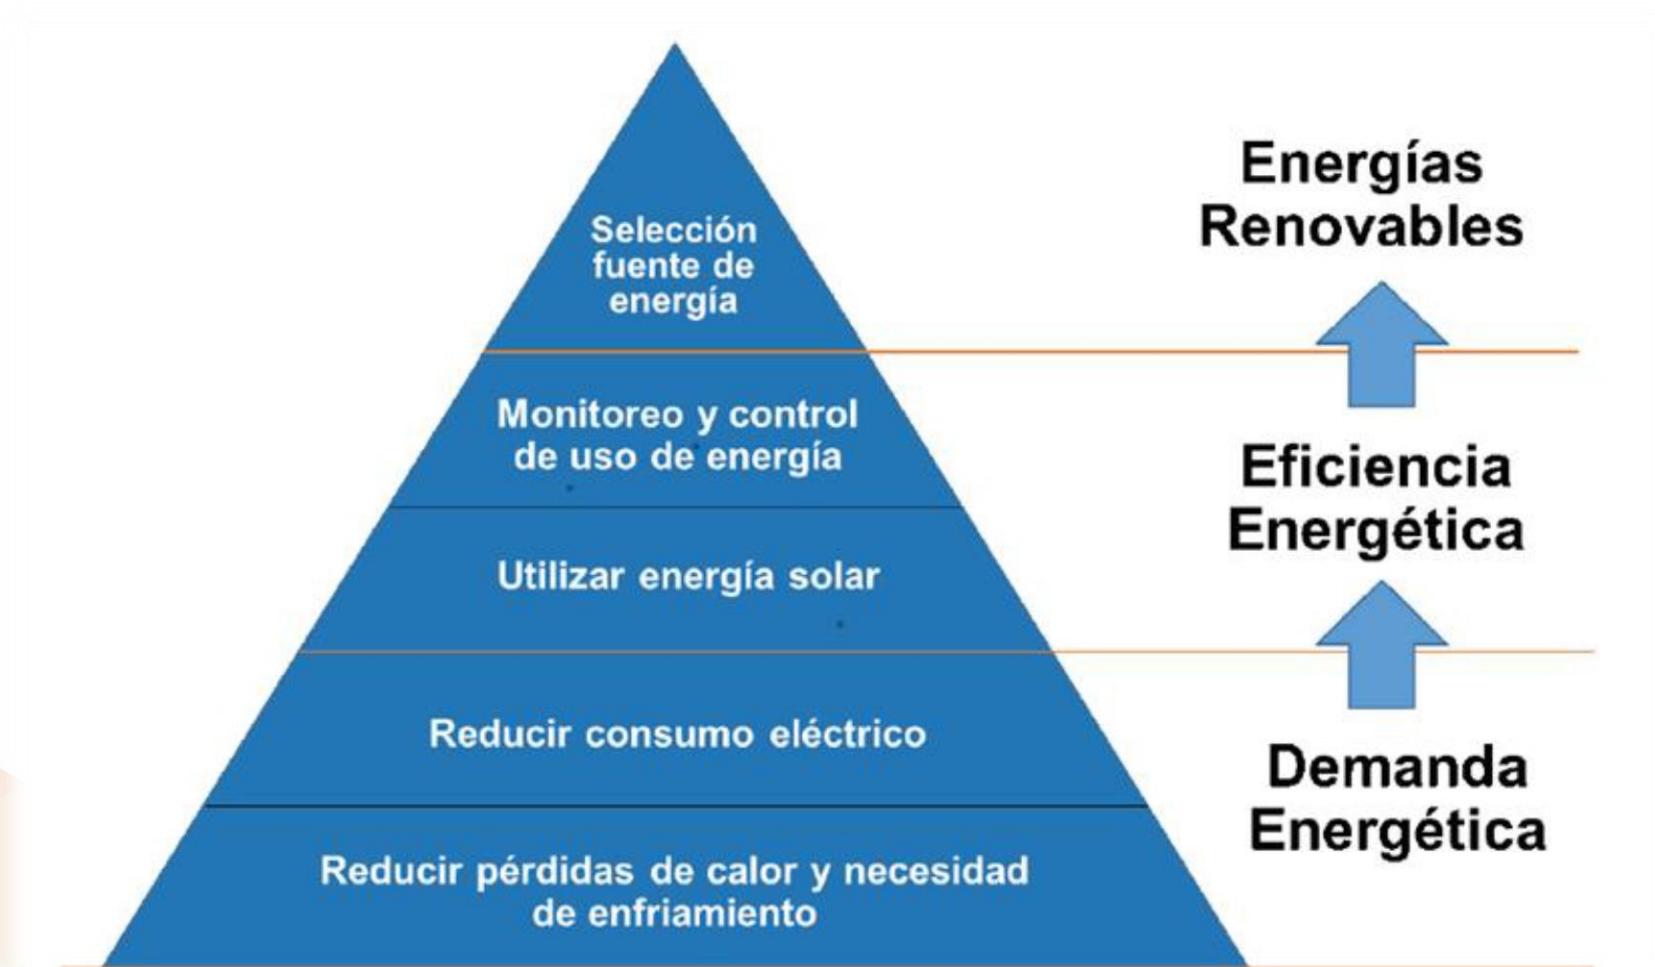 Selección
fuente de
energía
Energías
Renovables
Monitoreo y control
de uso de energía
Eficiencia
Energética
Utilizar energía solar
Reducir consumo eléctrico
Demanda
Energética
Reducir pérdidas de calor y necesidad
de enfriamiento